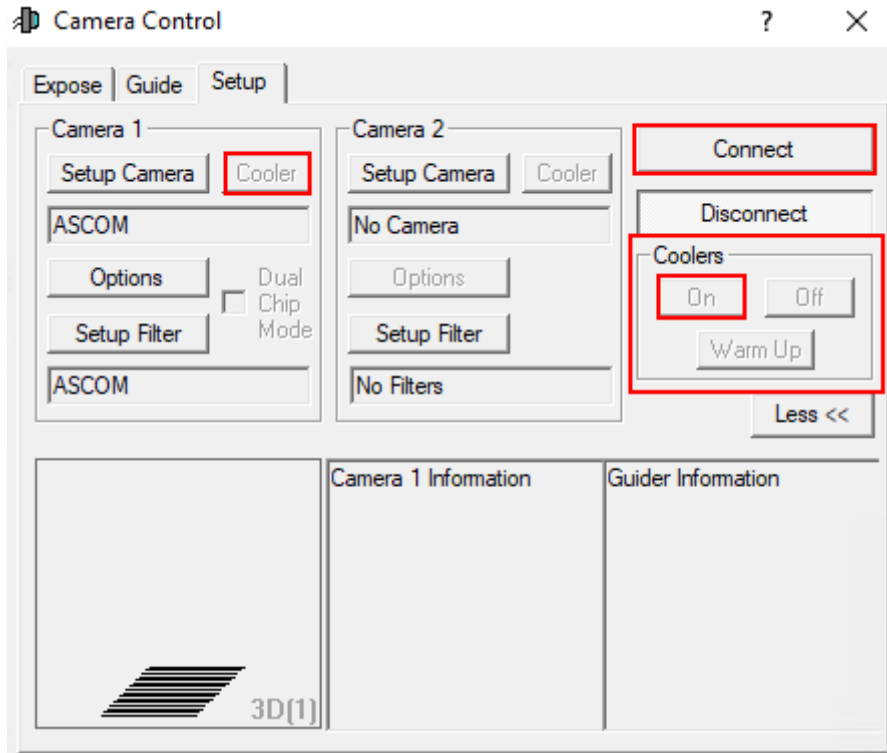 Camera Control
?
Expose Guide Setup
Camera 1
Setup Camera Cooler
ASCOM
Options
Dual
Chip
Mode
Setup Filter
ASCOM
Camera 2
Setup Camera Cooler
No Camera
Options
Setup Filter
No Filters
Connect
Disconnect
Coolers
On Off
Warm Up
Less <<
3D(1)
Camera 1 Information
Guider Information